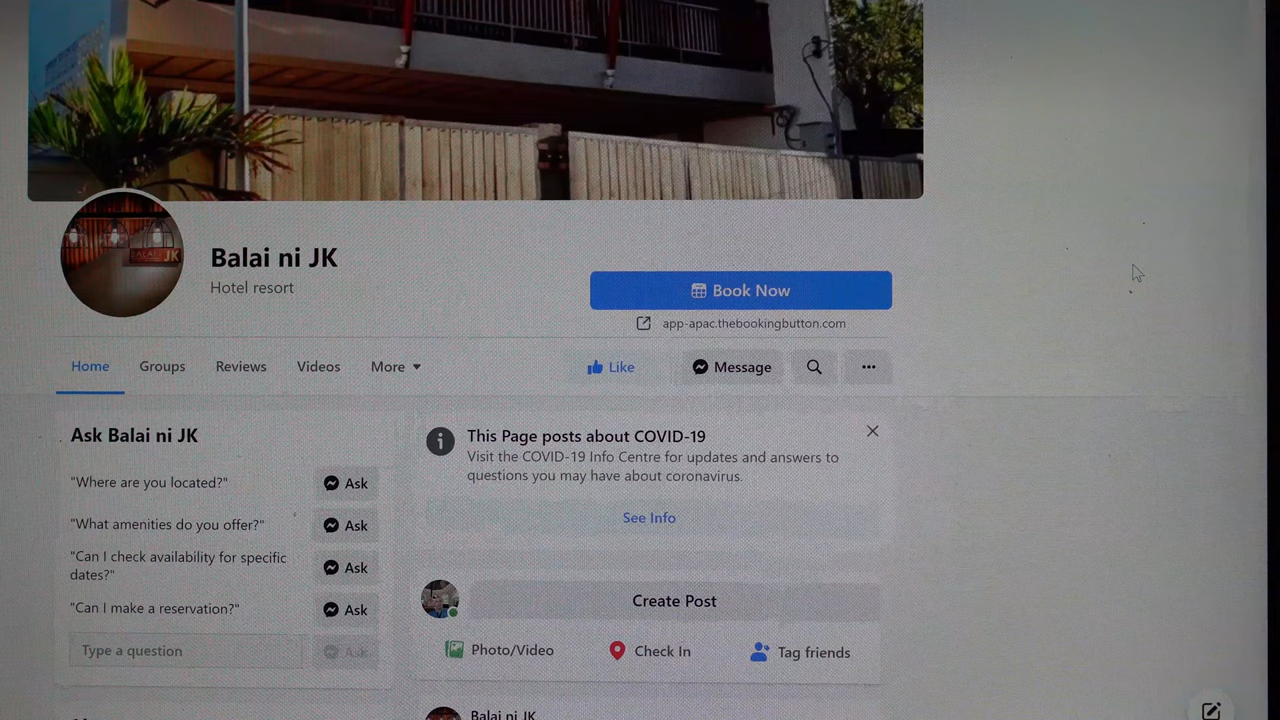 Balai ni JK
Hotel resort
Book Now
app-apac.thebookingbutton.com
Home
Groups
Reviews
Videos
More
Like
Message
Ask Balai ni JK
"Where are you located?"
Ask
"What amenities do you offer?"
Ask
"Can I check availability for specific
dates?"
Ask
"Can I make a reservation?"
Ask
Type a question
Ask
This Page posts about COVID-19
Visit the COVID-19 Info Centre for updates and answers to
questions you may have about coronavirus.
See Info
Create Post
Photo/Video
Check In
Tag friends
Balai ni JK